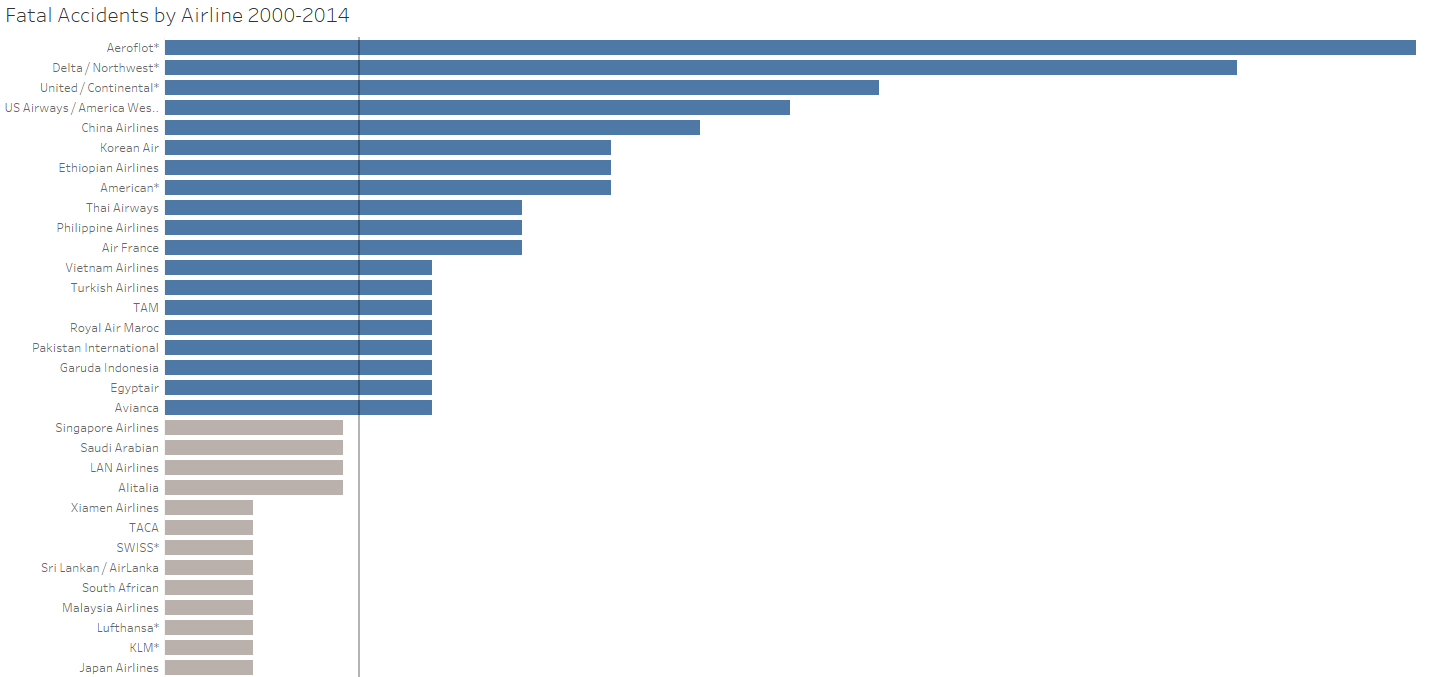 Fatal Accidents by Airline 2000-2014
Aeroflot*
Delta / Northwest*
United / Continental*
US Airways / America Wes..
China Airlines
Korean Air
Ethiopian Airlines
American*
Thai Airways
Philippine Airlines
Air France
Vietnam Airlines
Turkish Airlines
TAM
Royal Air Maroc
Pakistan International
Garuda Indonesia
Egyptair
Avianca
Singapore Airlines
Saudi Arabian
LAN Airlines
Alitalia
Xiamen Airlines
TACA
SWISS*
Sri Lankan / AirLanka
South African
Malaysia Airlines
Lufthansa*
KLM*
Japan Airlines